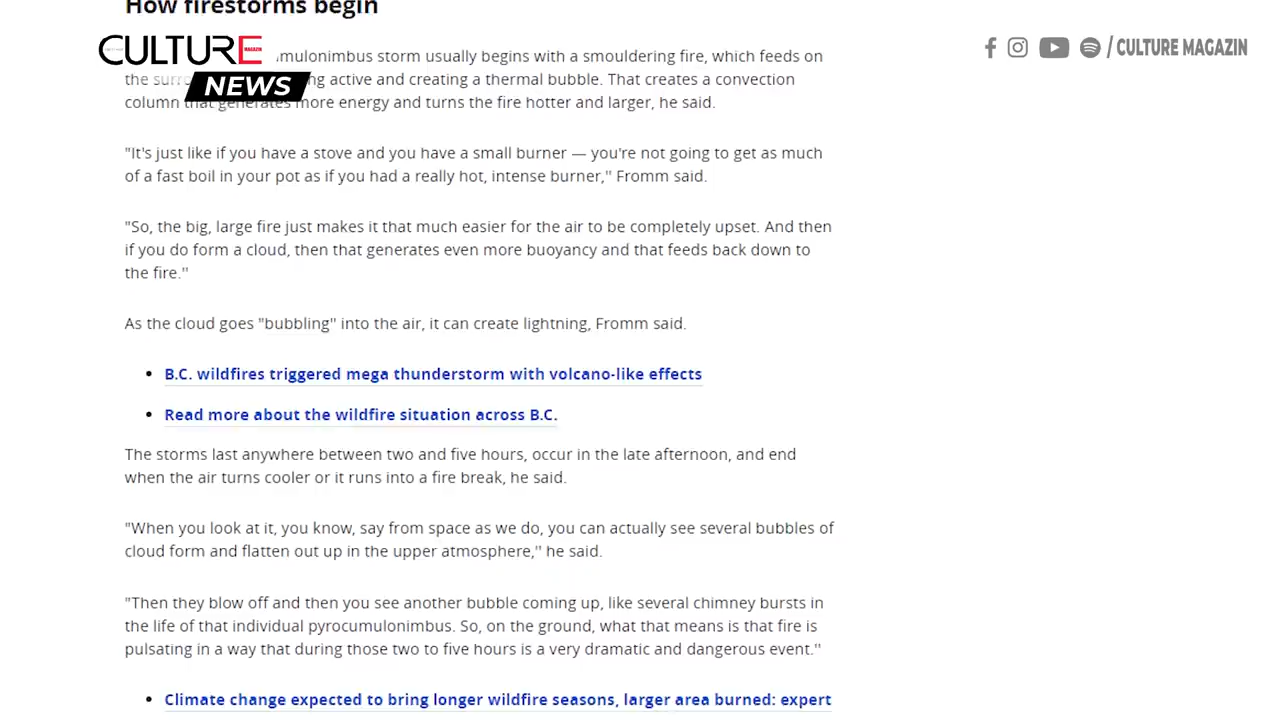 How firestorms begin
CULTURE MAGAZIN
NEWS
/ CULTURE MAGAZIN
mulonimbus storm usually begins with a smouldering fire, which feeds on
the surro ng active and creating a thermal bubble. That creates a convection
column that generates more energy and turns the fire hotter and larger, he said.
"It's just like if you have a stove and you have a small burner — you're not going to get as much
of a fast boil in your pot as if you had a really hot, intense burner," Fromm said.
"So, the big, large fire just makes it that much easier for the air to be completely upset. And then
if you do form a cloud, then that generates even more buoyancy and that feeds back down to
the fire."
As the cloud goes "bubbling" into the air, it can create lightning, Fromm said.
• B.C. wildfires triggered mega thunderstorm with volcano-like effects
• Read more about the wildfire situation across B.C.
The storms last anywhere between two and five hours, occur in the late afternoon, and end
when the air turns cooler or it runs into a fire break, he said.
"When you look at it, you know, say from space as we do, you can actually see several bubbles of
cloud form and flatten out up in the upper atmosphere," he said.
"Then they blow off and then you see another bubble coming up, like several chimney bursts in
the life of that individual pyrocumulonimbus. So, on the ground, what that means is that fire is
pulsating in a way that during those two to five hours is a very dramatic and dangerous event."
• Climate change expected to bring longer wildfire seasons, larger area burned: expert